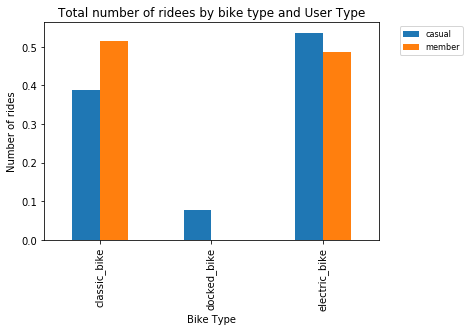 Total number of ridees by bike type and User Type
casual
member
Number of rides
0.5
0.4
0.3
0.2
0.1
0.0
classic_bike
docked_bike
electric_bike
Bike Type